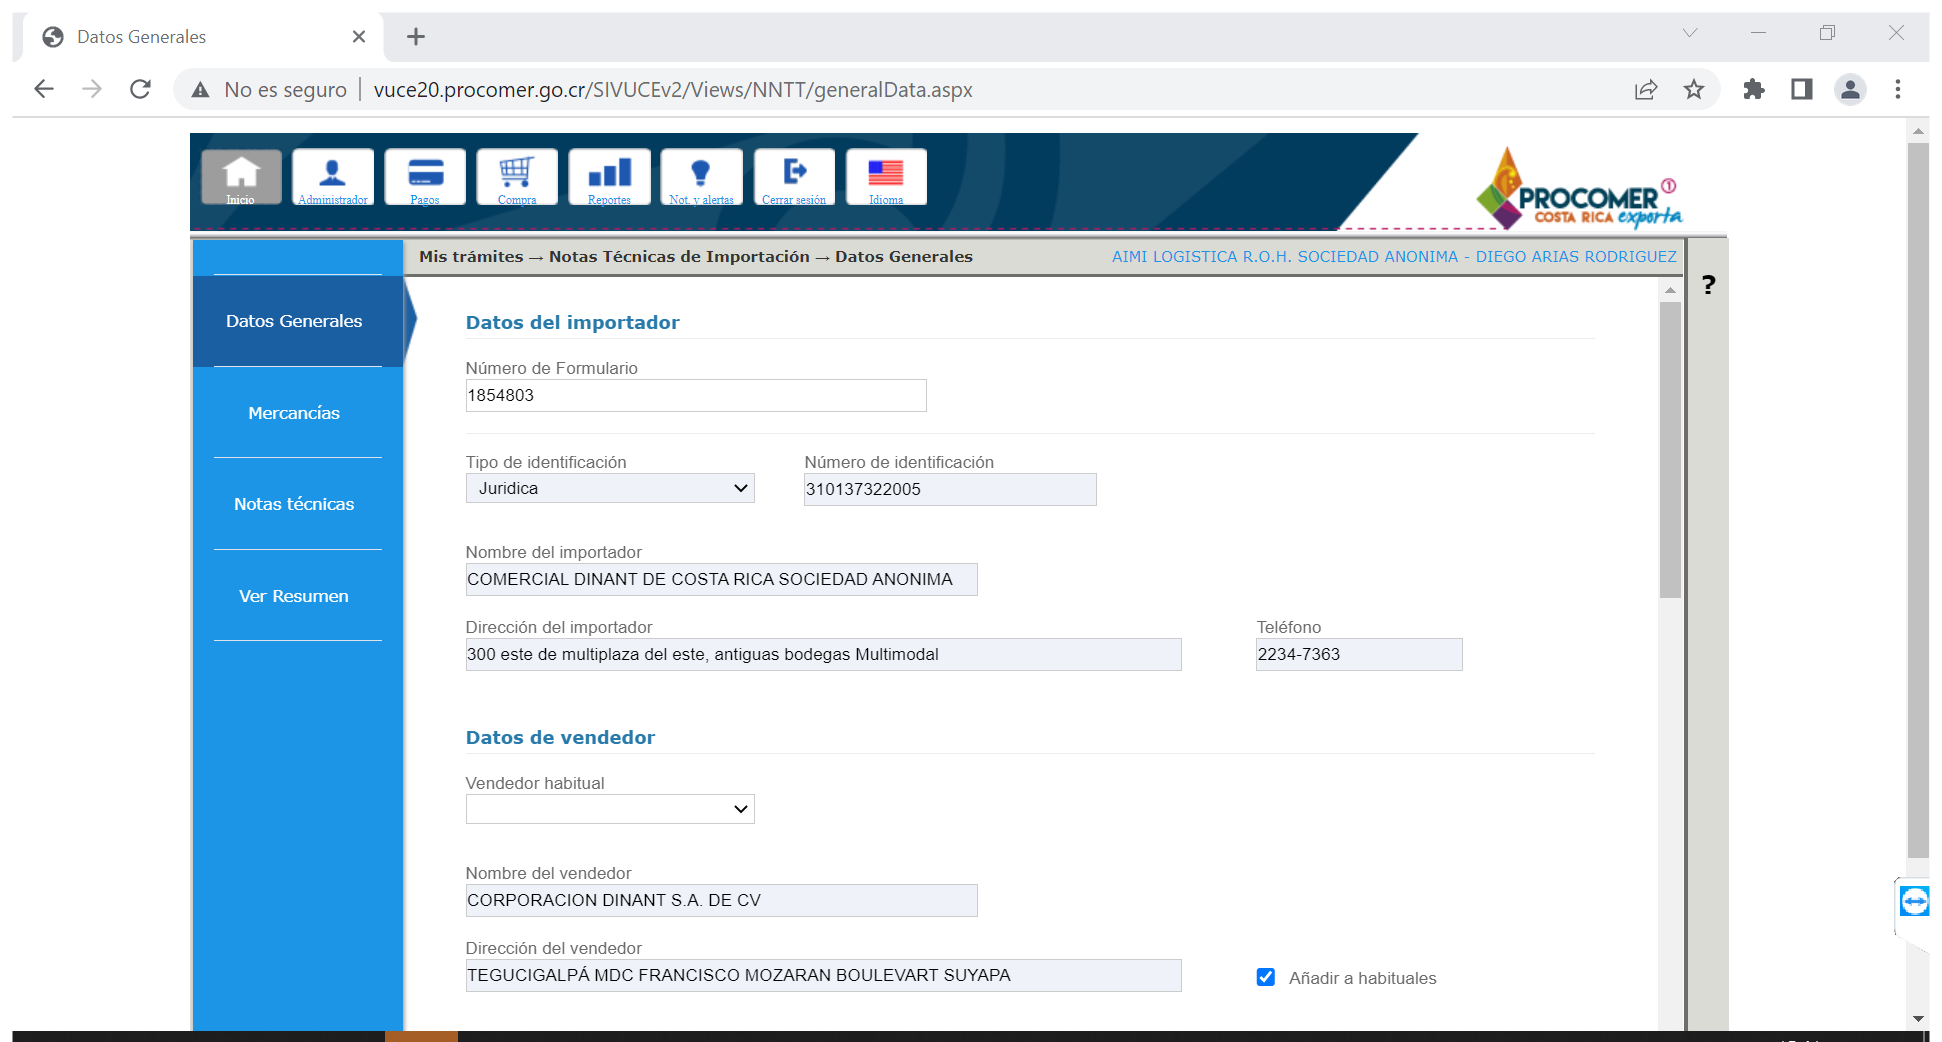 Datos Generales
No es seguro vuce20.procomer.go.cr/SIVUCEv2/Views/NNTT/generalData.aspx
Inicio
Administrador
Pagos
Compra
Reportes
Not. y alertas
Cerrar sesión
Idioma
PROCOMER
COSTA RICA exporta
Mis trámites → Notas Técnicas de Importación → Datos Generales
AIMI LOGISTICA R.O.H. SOCIEDAD ANONIMA - DIEGO ARIAS RODRIGUEZ
?
Datos Generales
Mercancías
Notas técnicas
Ver Resumen
Datos del importador
Número de Formulario
1854803
Tipo de identificación
Juridica
Número de identificación
310137322005
Nombre del importador
COMERCIAL DINANT DE COSTA RICA SOCIEDAD ANONIMA
Dirección del importador
300 este de multiplaza del este, antiguas bodegas Multimodal
Teléfono
2234-7363
Datos de vendedor
Vendedor habitual
Nombre del vendedor
CORPORACION DINANT S.A. DE CV
Dirección del vendedor
TEGUCIGALPÁ MDC FRANCISCO MOZARAN BOULEVART SUYAPA
Añadir a habituales